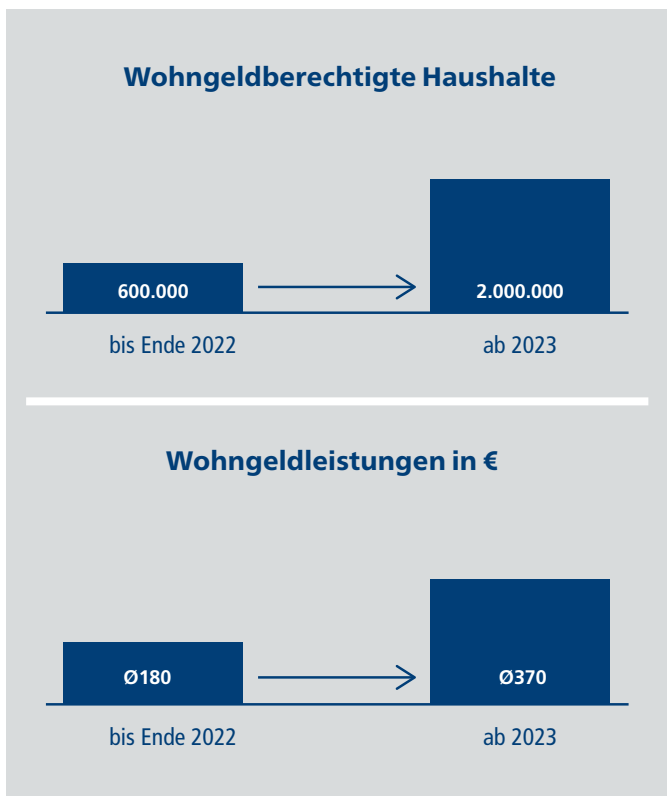 Wohngeldberechtigte Haushalte
600.000
2.000.000
bis Ende 2022
ab 2023
Wohngeldleistungen in €
Ø180
Ø370
bis Ende 2022
ab 2023